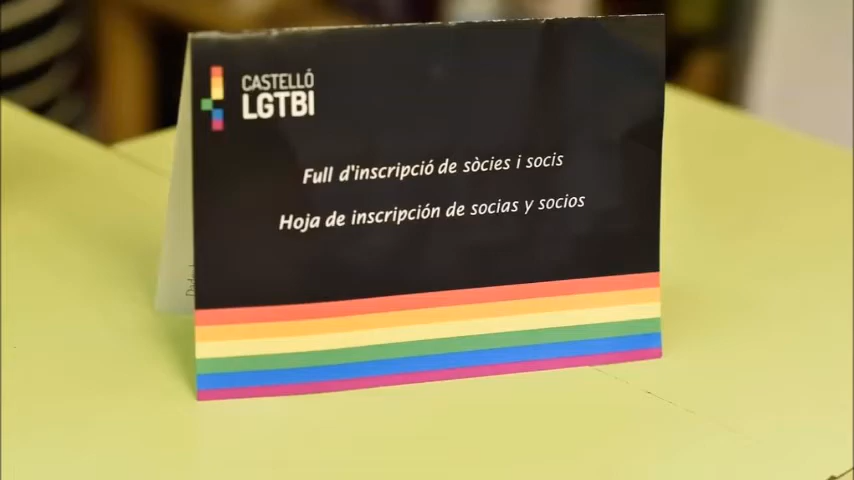 CASTELLÓ
LGTBI
Full d'inscripció de sòcies i socis
Hoja de inscripción de socias y socios